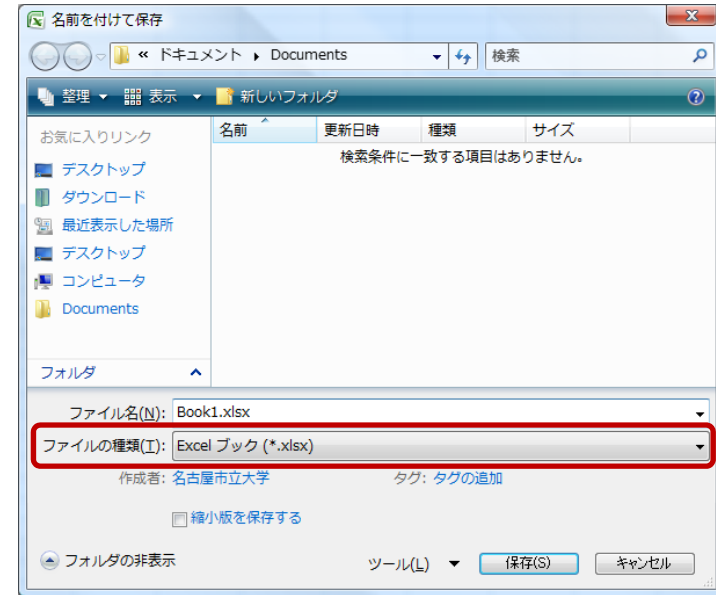 名前を付けて保存
« ドキュメント ▸ Documents 検索
整理 表示 新しいフォルダ
お気に入りリンク
名前 更新日時 種類 サイズ
検索条件に一致する項目はありません。
デスクトップ
ダウンロード
最近表示した場所
デスクトップ
コンピュータ
Documents
フォルダ
ファイル名(N): Book1.xlsx
ファイルの種類(T): Excel ブック (*.xlsx)
作成者: 名古屋市立大学 タグ: タグの追加
縮小版を保存する
フォルダの非表示 ツール(L) 保存(S) キャンセル